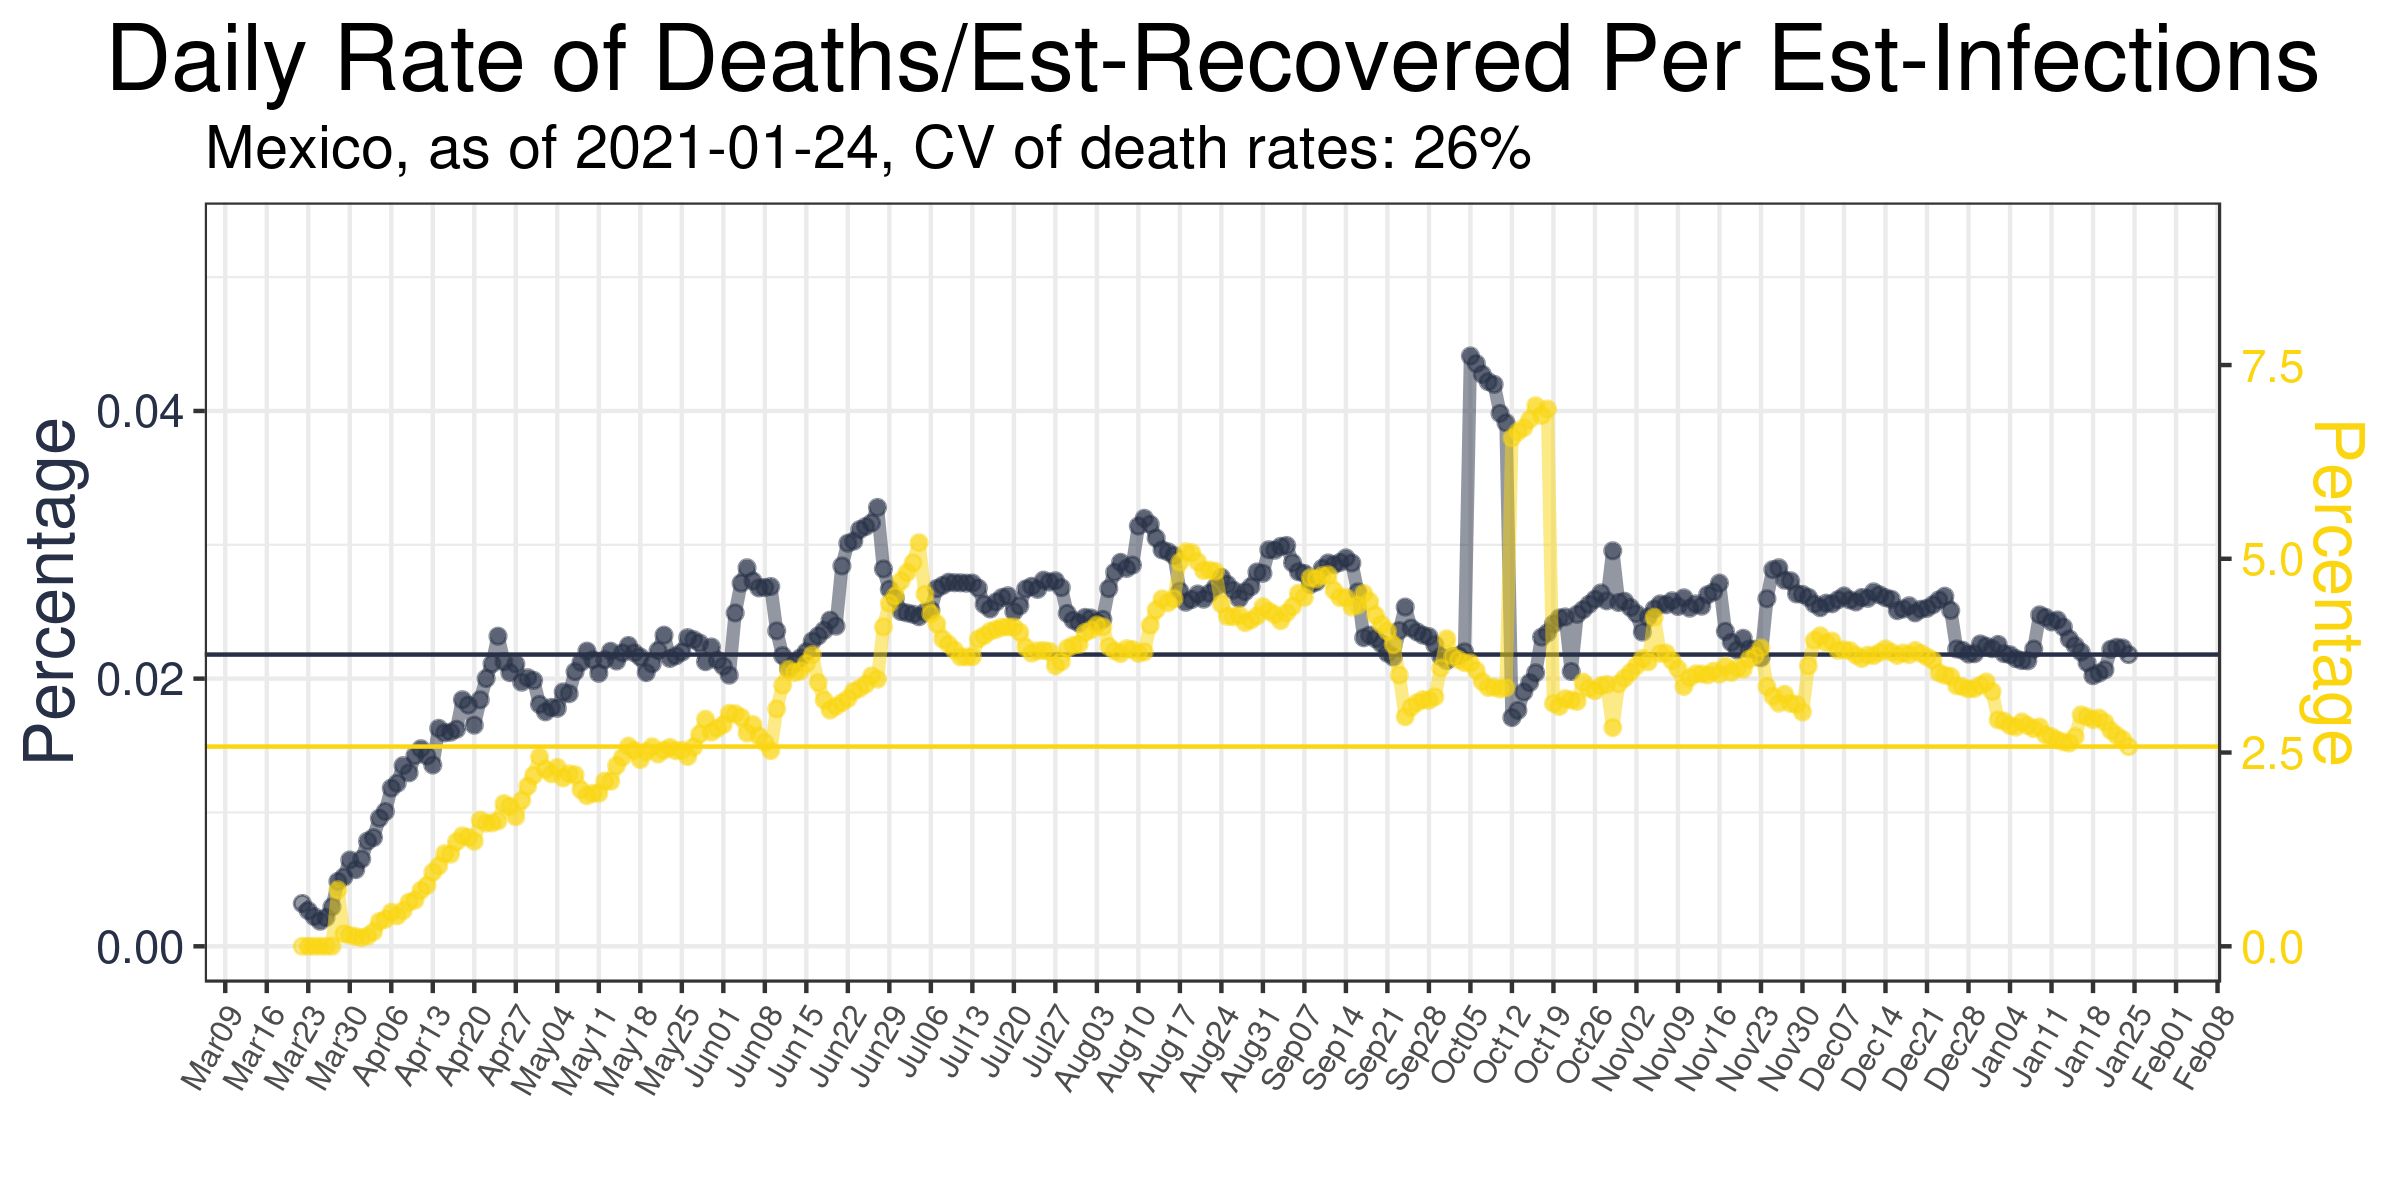 Daily Rate of Deaths/Est-Recovered Per Est-Infections
Mexico, as of 2021-01-24, CV of death rates: 26%
Percentage
0.04
0.02
0.00
7.5
5.0
2.5
0.0
Percentage
Mar09
Mar16
Mar23
Mar30
Apr06
Apr13
Apr20
Apr27
May04
May11
May18
May25
Jun01
Jun08
Jun15
Jun22
Jun29
Jul06
Jul13
Jul20
Jul27
Aug03
Aug10
Aug17
Aug24
Aug31
Sep07
Sep14
Sep21
Sep28
Oct05
Oct12
Oct19
Oct26
Nov02
Nov09
Nov16
Nov23
Nov30
Dec07
Dec14
Dec21
Dec28
Jan04
Jan11
Jan18
Jan25
Feb01
Feb08